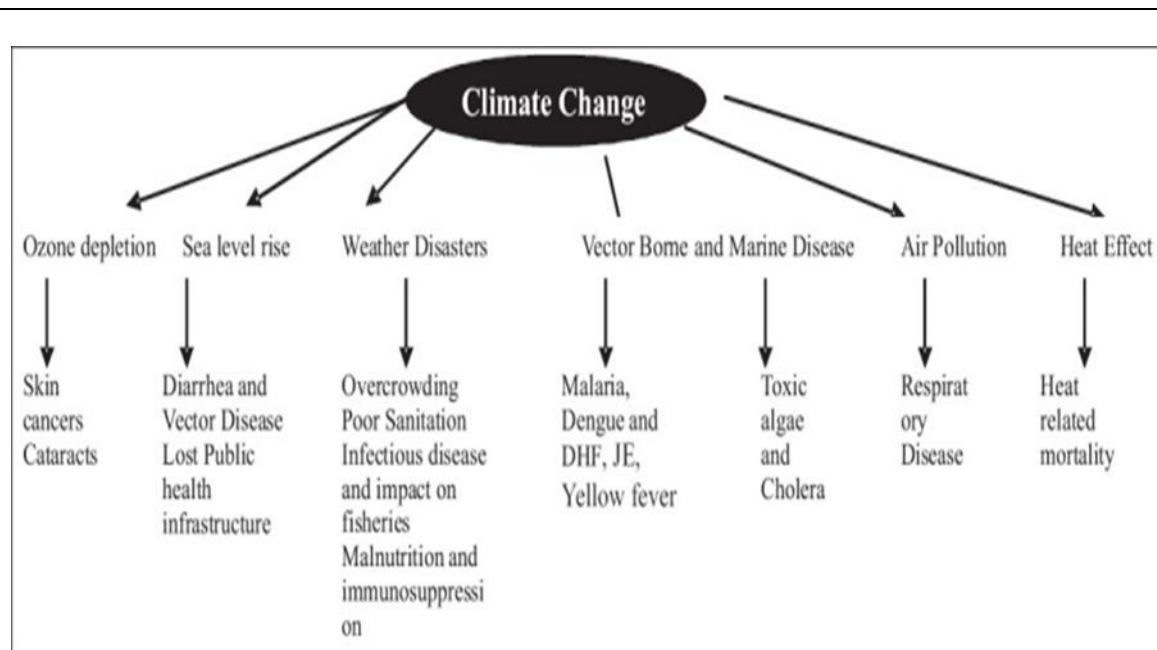 Climate Change
Ozone depletion
Sea level rise
Weather Disasters
Vector Borne and Marine Disease
Air Pollution
Heat Effect
Skin
cancers
Cataracts
Diarrhea and
Vector Disease
Lost Public
health
infrastructure
Overcrowding
Poor Sanitation
Infectious disease
and impact on
fisheries
Malnutrition and
immunosuppressi
on
Malaria,
Dengue and
DHF, JE,
Yellow fever
Toxic
algae
and
Cholera
Respirat
ory
Disease
Heat
related
mortality